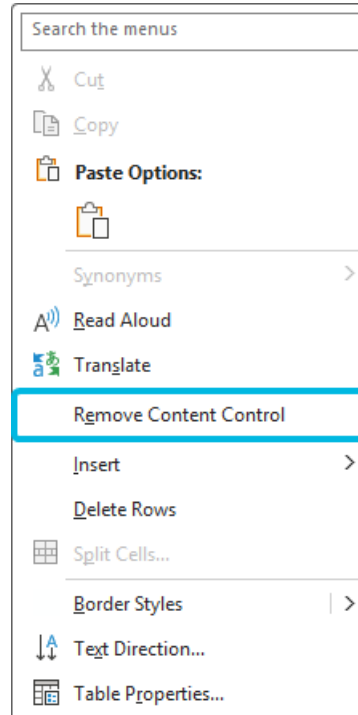 Search the menus
Cut
Copy
Paste Options:
Synonyms
Read Aloud
Translate
Remove Content Control
Insert
Delete Rows
Split Cells...
Border Styles
Text Direction...
Table Properties...